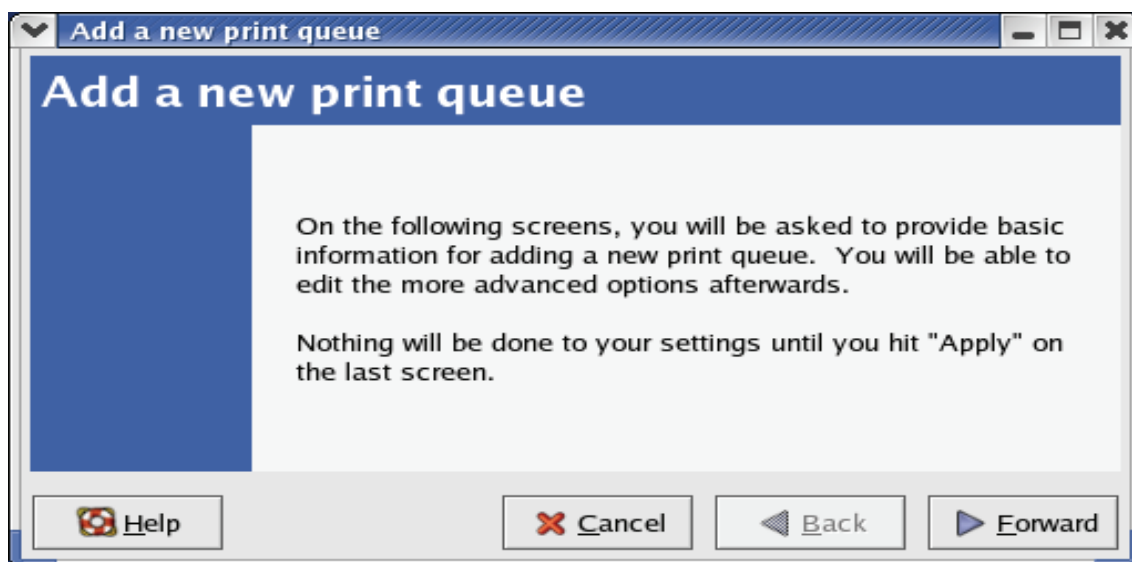 Add a new print queue
Add a new print queue
On the following screens, you will be asked to provide basic
information for adding a new print queue.  You will be able to
edit the more advanced options afterwards.
Nothing will be done to your settings until you hit "Apply" on
the last screen.
Help
Cancel
Back
Forward